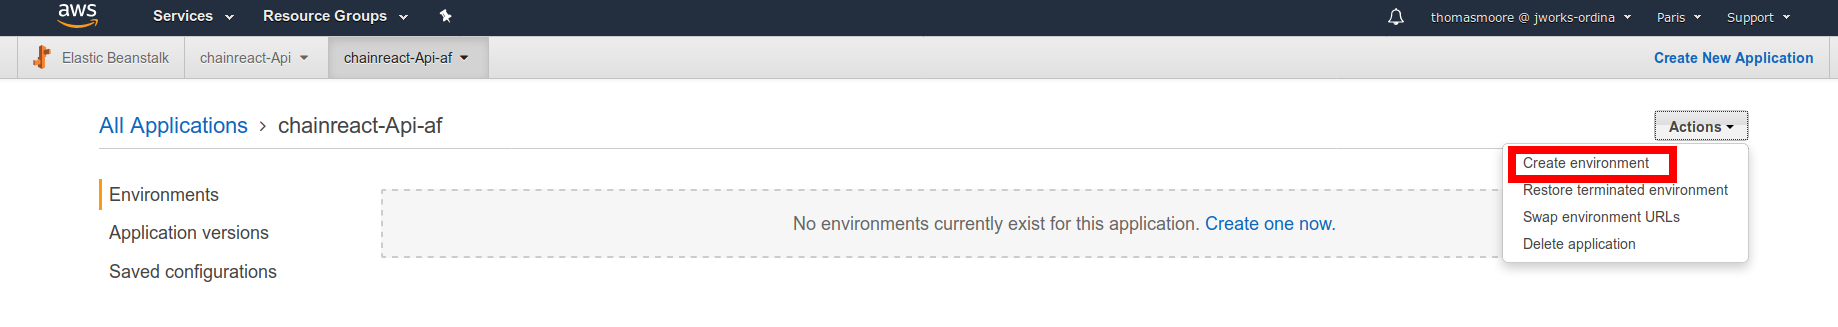 aws Services Resource Groups thomasmoore @ jworks-ordina Paris Support
Elastic Beanstalk chainreact-Api chainreact-Api-af Create New Application
All Applications > chainreact-Api-af Actions
Create environment
Restore terminated environment
Swap environment URLs
Delete application
Environments
Application versions
Saved configurations
No environments currently exist for this application. Create one now.